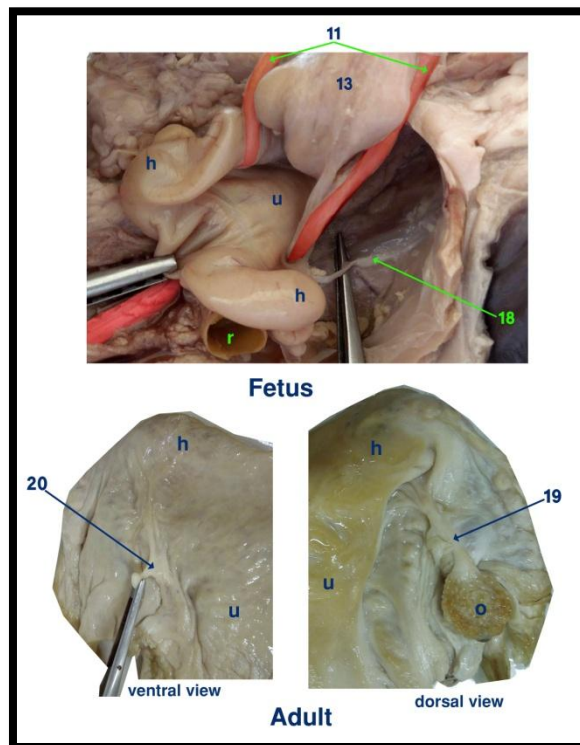 11
13
h
u
h
18
r
Fetus
h
h
20
19
u
u
o
ventral view
dorsal view
Adult